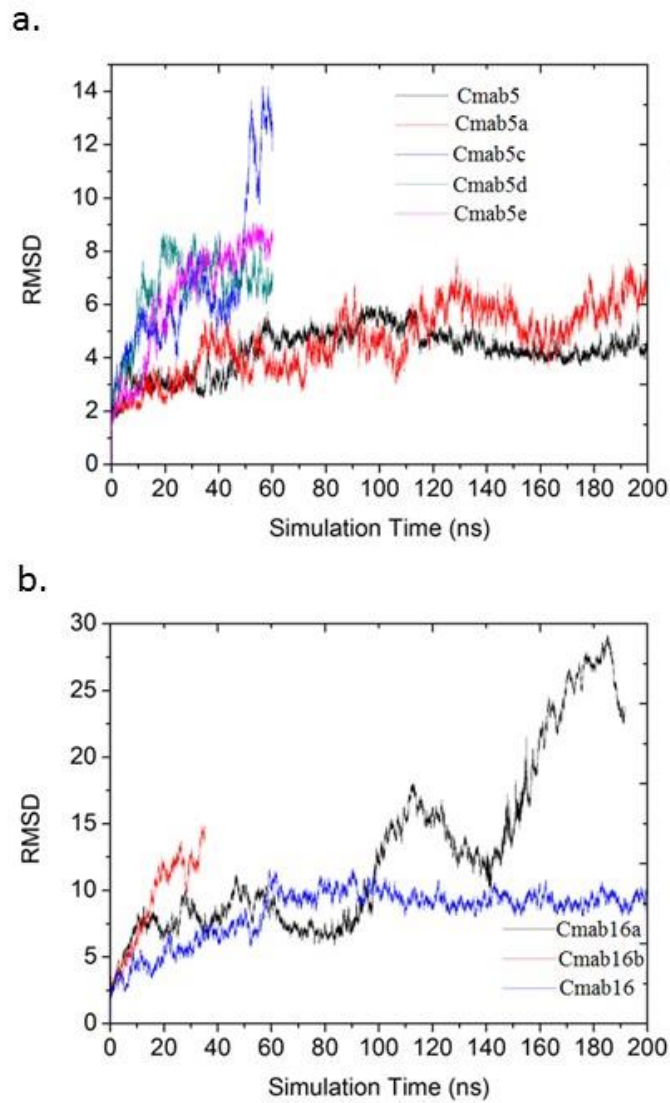 a.
14
12
10
8
6
4
2
0
RMSD
Cmab5
Cmab5a
Cmab5c
Cmab5d
Cmab5e
0 20 40 60 80 100 120 140 160 180 200
Simulation Time (ns)
b.
30
25
20
15
10
5
0
RMSD
Cmab16a
Cmab16b
Cmab16
0 20 40 60 80 100 120 140 160 180 200
Simulation Time (ns)